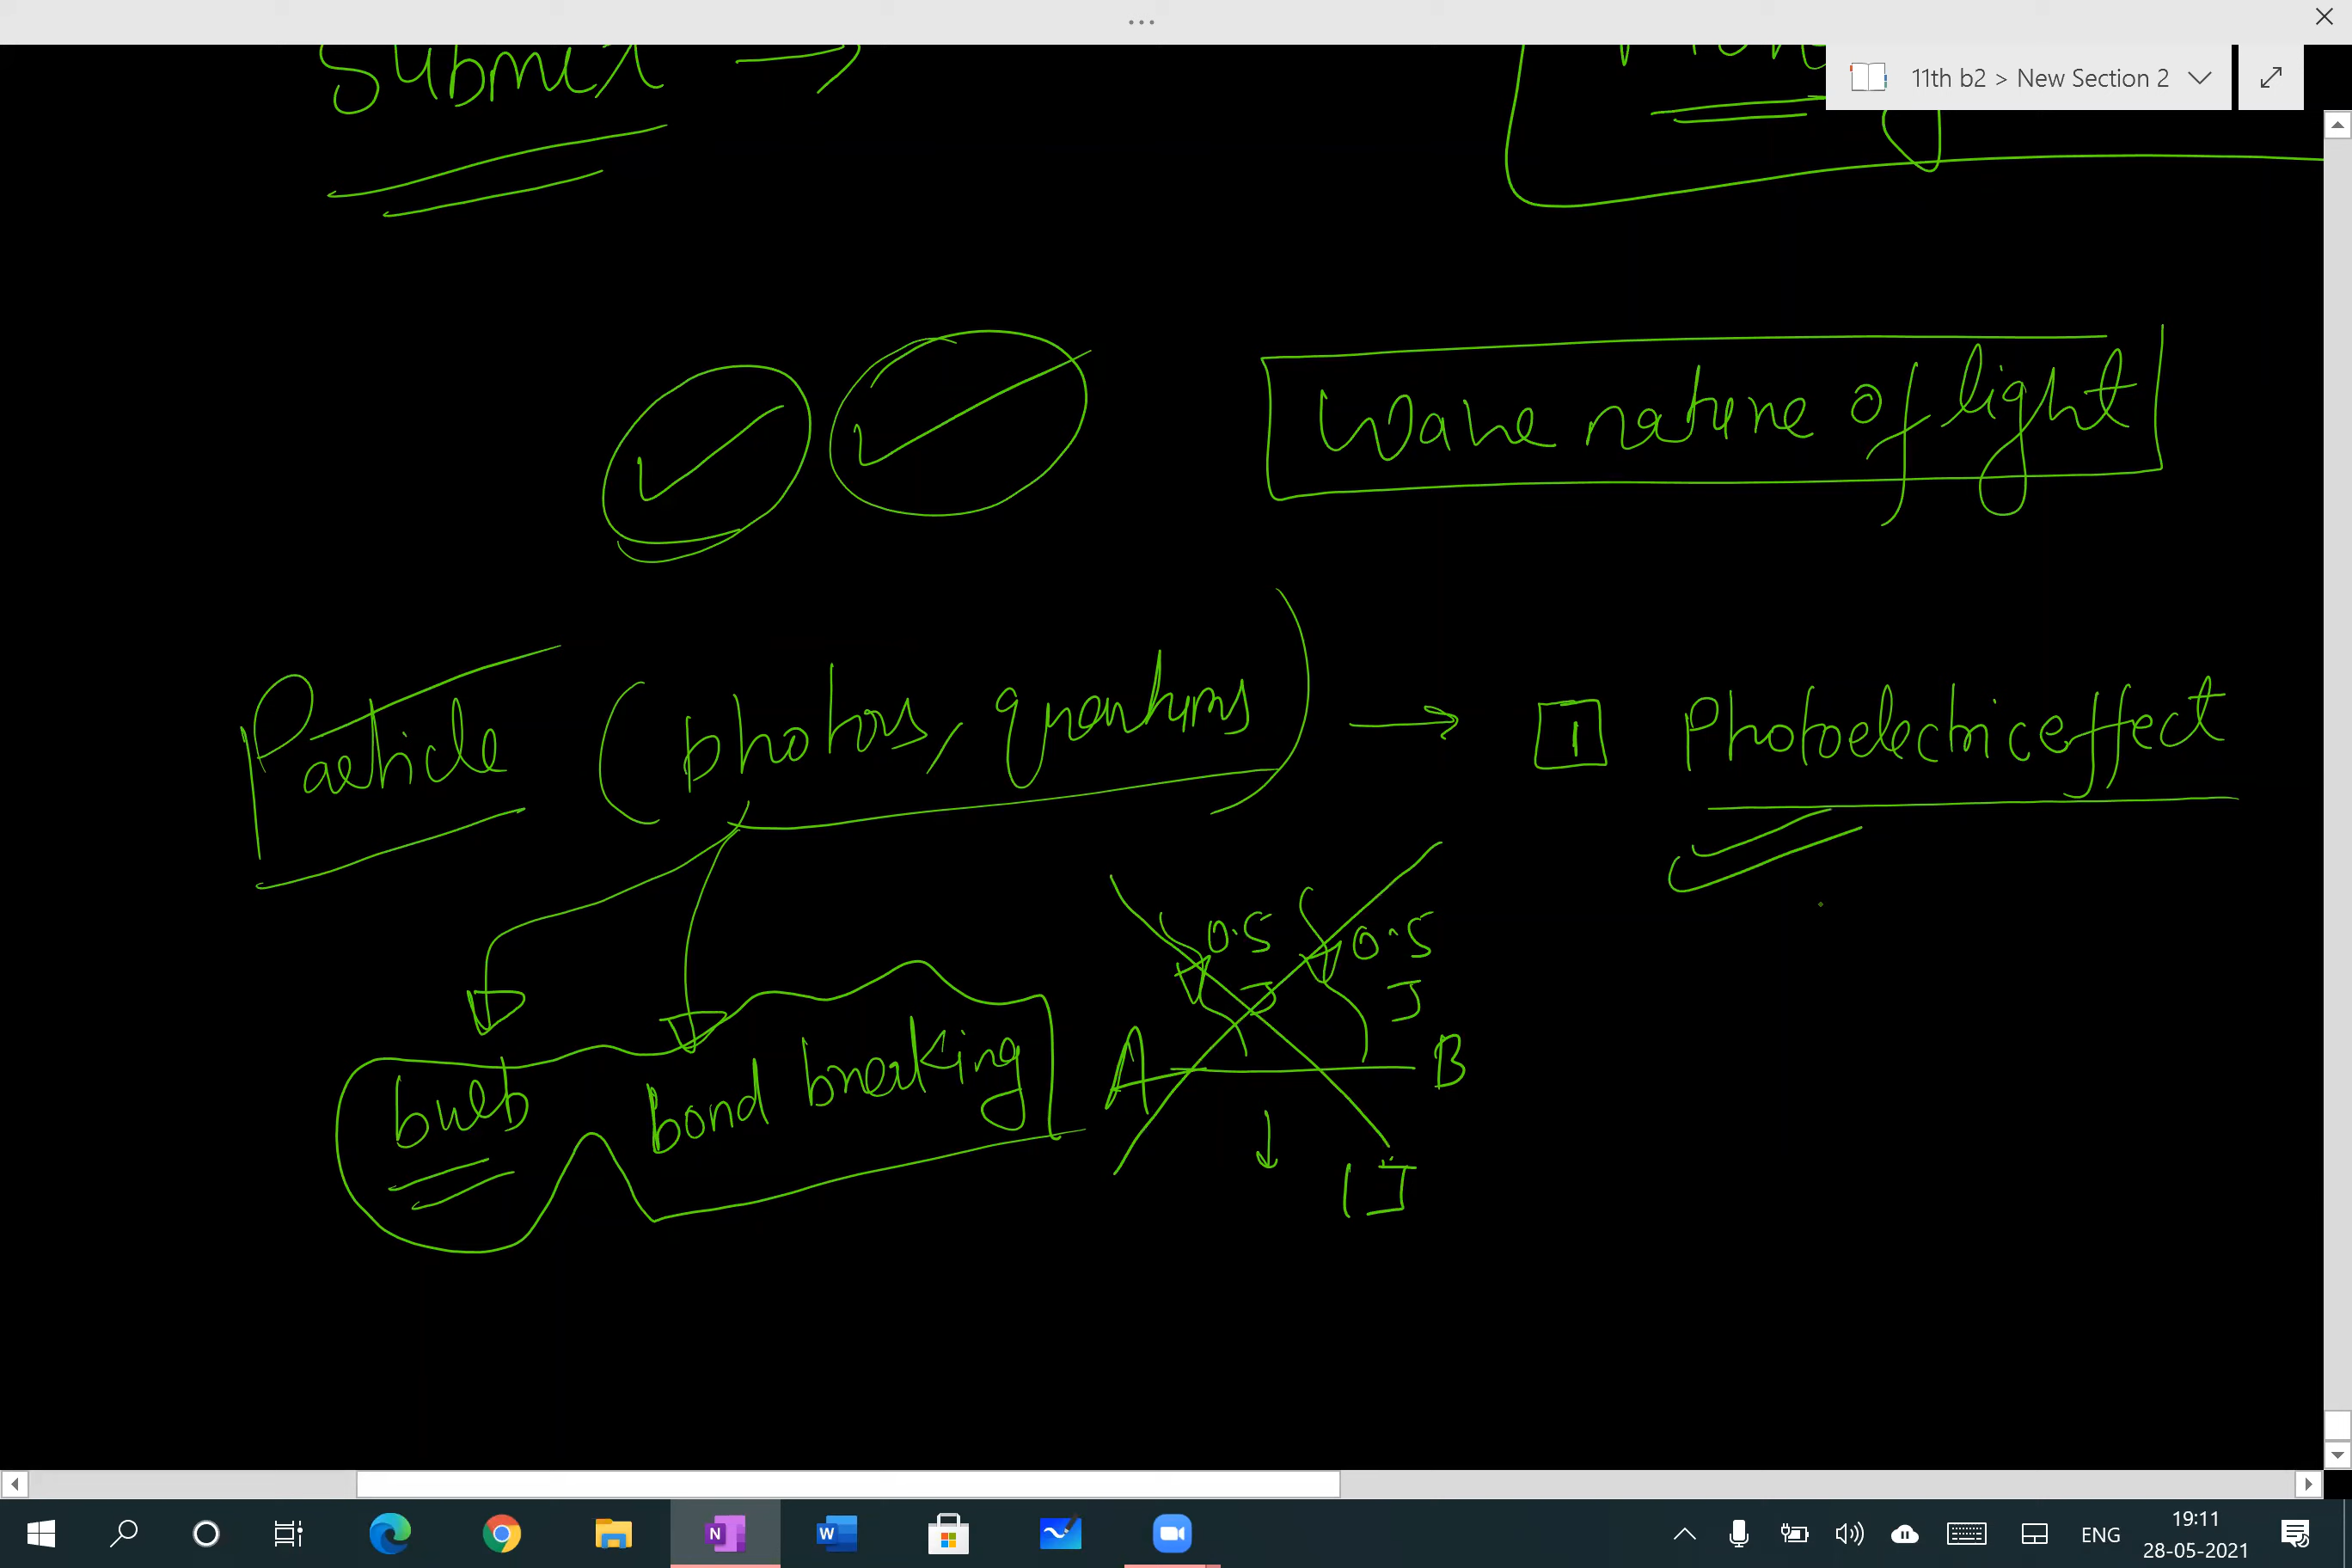 11th b2 > New Section 2
Submit →
Wave nature of light
Particle (photons, quantums) → 1 Photoelectric effect
0.5 J 0.5 J
bulb bond breaking A B
↓ 1 J
ENG
19:11
28-05-2021